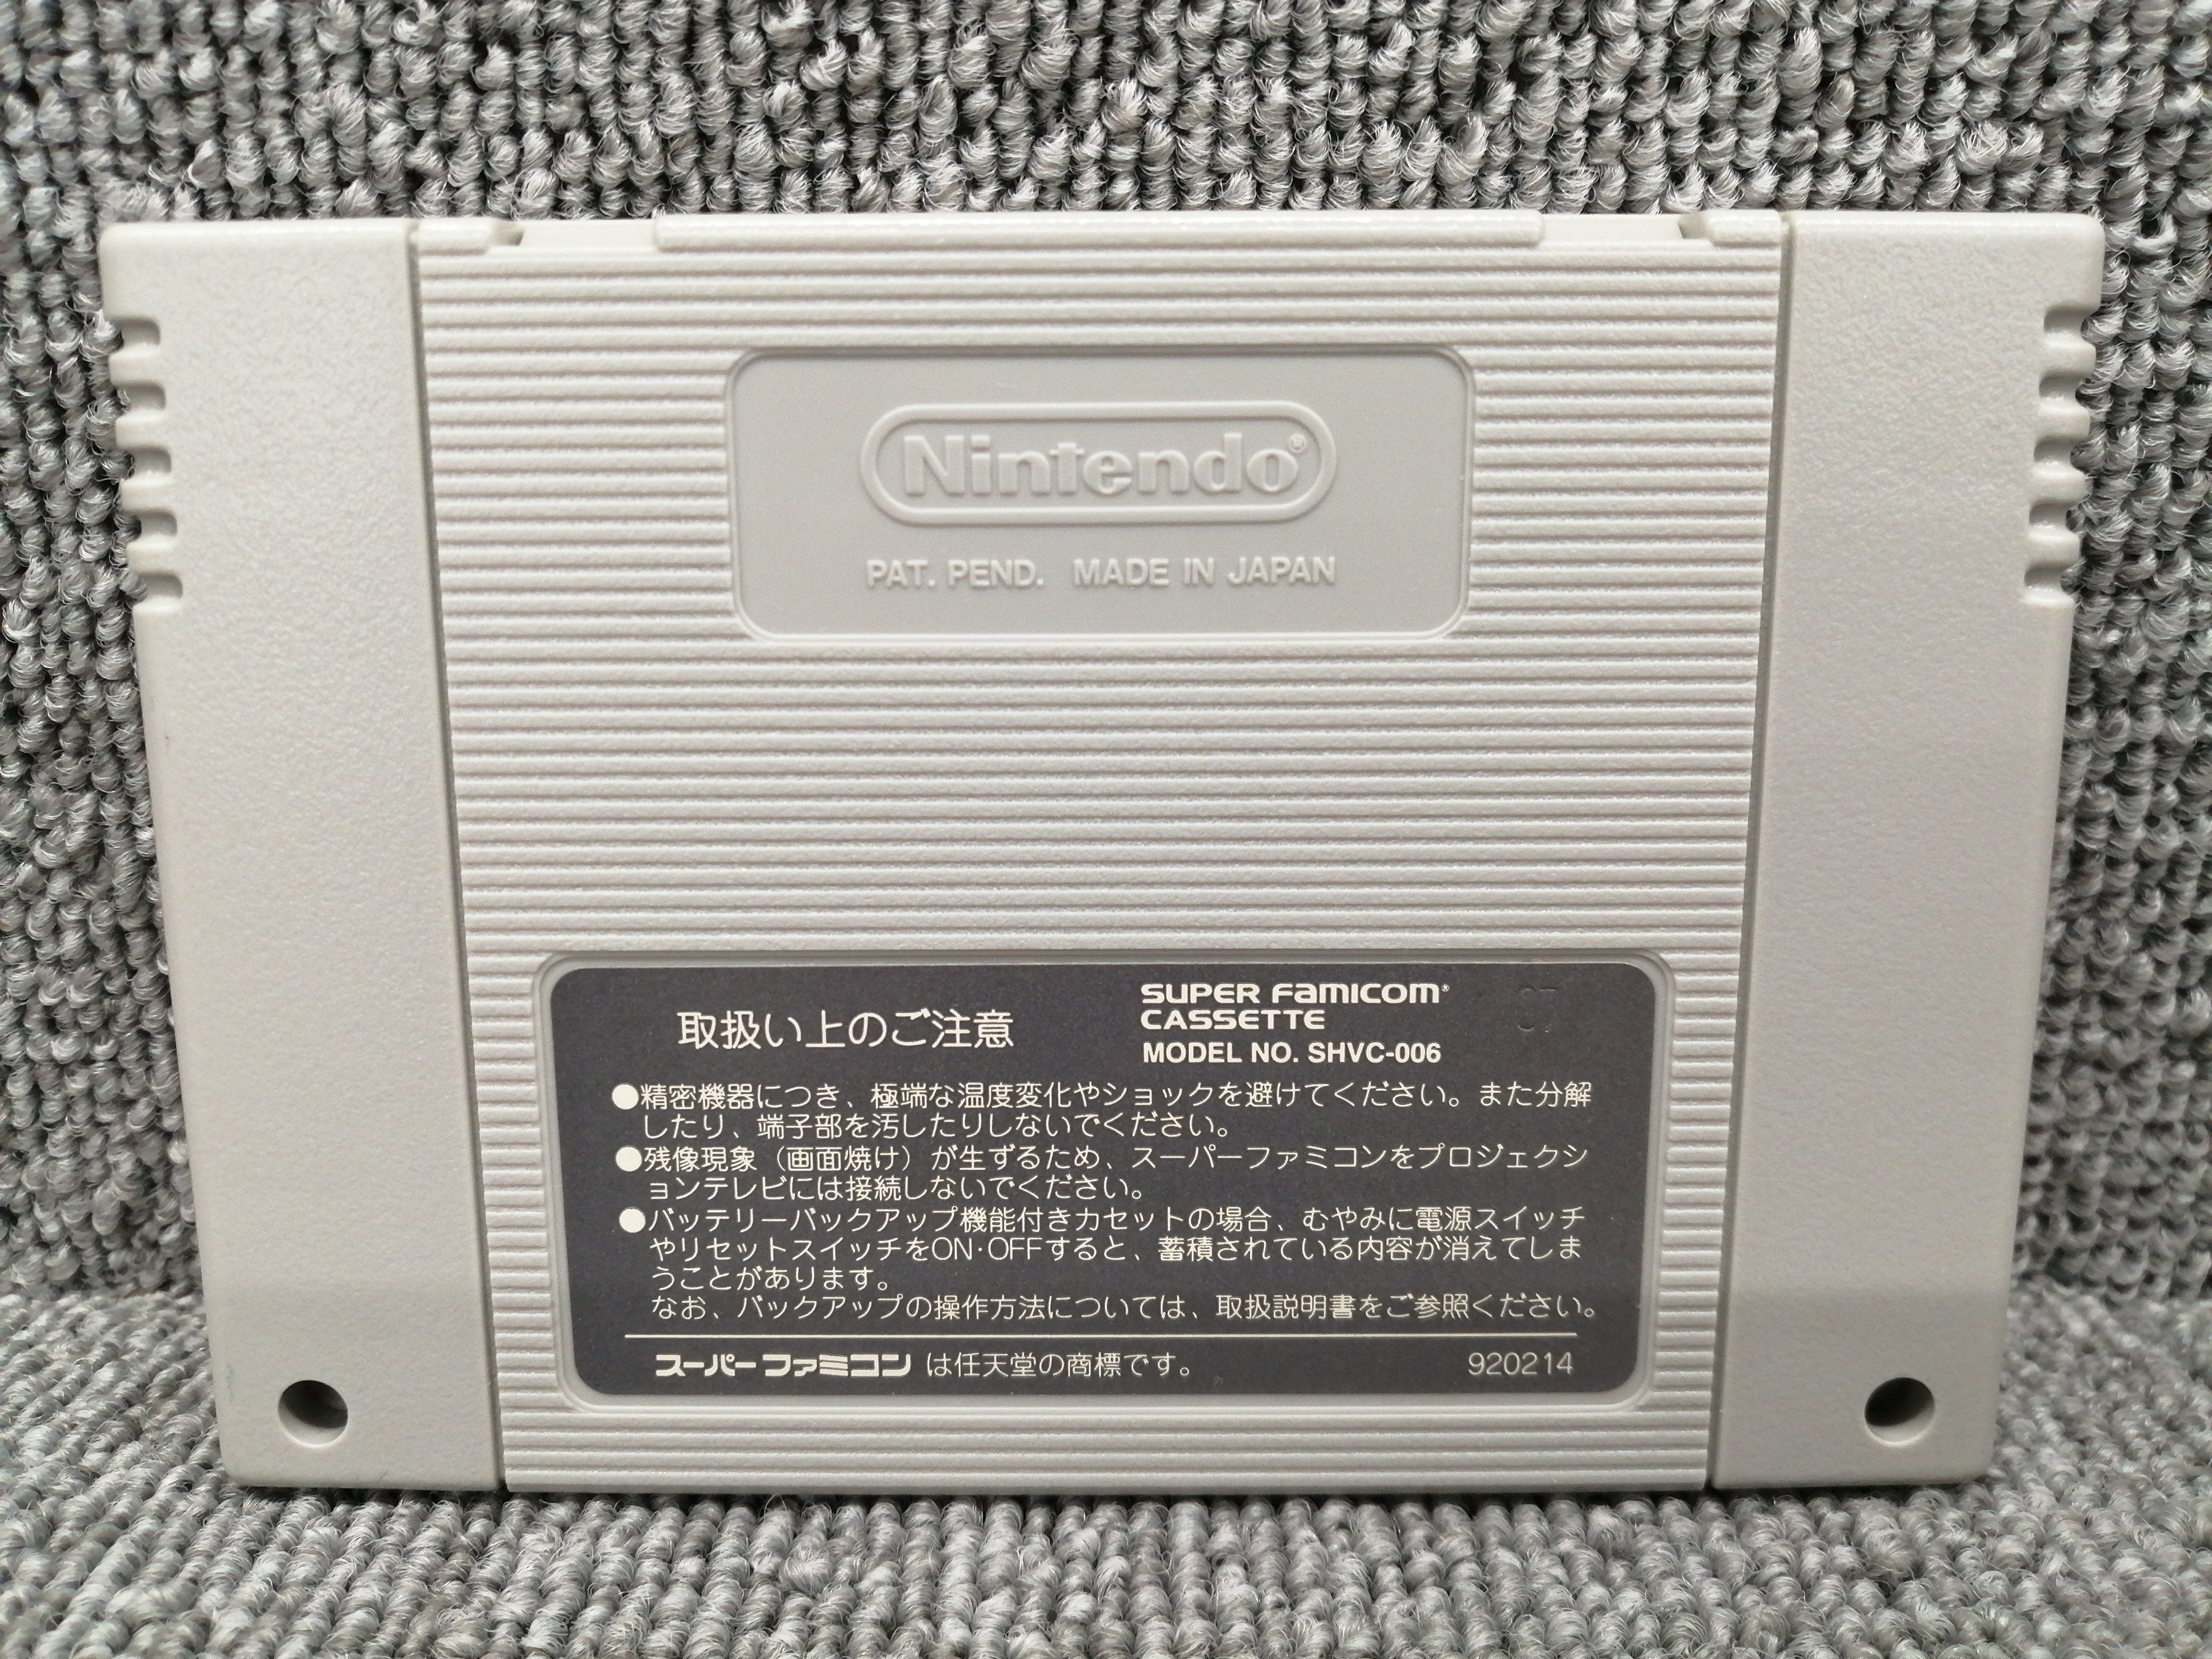 Nintendo®
PAT. PEND. MADE IN JAPAN
取扱い上のご注意
SUPER FAMICOM®
CASSETTE
MODEL NO. SHVC-006
●精密機器につき、極端な温度変化やショックを避けてください。また分解
したり、端子部を汚したりしないでください。
●残像現象（画面焼け）が生ずるため、スーパーファミコンをプロジェクシ
ョンテレビには接続しないでください。
●バッテリーバックアップ機能付きカセットの場合、むやみに電源スイッチ
やリセットスイッチをON·OFFすると、蓄積されている内容が消えてしま
うことがあります。
なお、バックアップの操作方法については、取扱説明書をご参照ください。
スーパーファミコン は任天堂の商標です。 920214